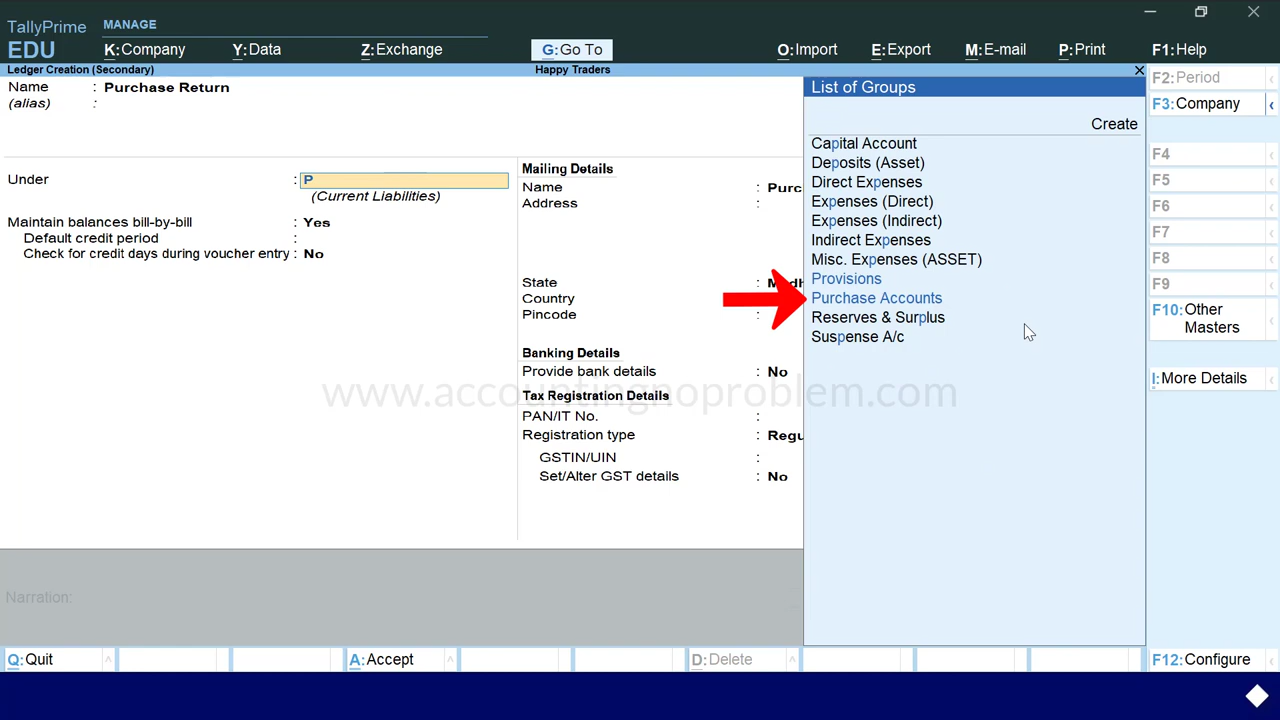 TallyPrime
EDU
MANAGE
K:Company
Y:Data
Z:Exchange
G:Go To
O:Import
E:Export
M:E-mail
P:Print
F1:Help
Ledger Creation (Secondary)
Happy Traders
Name : Purchase Return
(alias) :
Under : P
(Current Liabilities)
Maintain balances bill-by-bill : Yes
Default credit period :
Check for credit days during voucher entry : No
Mailing Details
Name : Purc
Address :
State : Madh
Country :
Pincode :
Banking Details
Provide bank details : No
Tax Registration Details
PAN/IT No. :
Registration type : Regu
GSTIN/UIN :
Set/Alter GST details : No
List of Groups
Create
Capital Account
Deposits (Asset)
Direct Expenses
Expenses (Direct)
Expenses (Indirect)
Indirect Expenses
Misc. Expenses (ASSET)
Provisions
Purchase Accounts
Reserves & Surplus
Suspense A/c
F2:Period
F3:Company
F4
F5
F6
F7
F8
F9
F10:Other
Masters
I:More Details
www.accountingnoproblem.com
Narration:
Q:Quit
A:Accept
D:Delete
F12:Configure